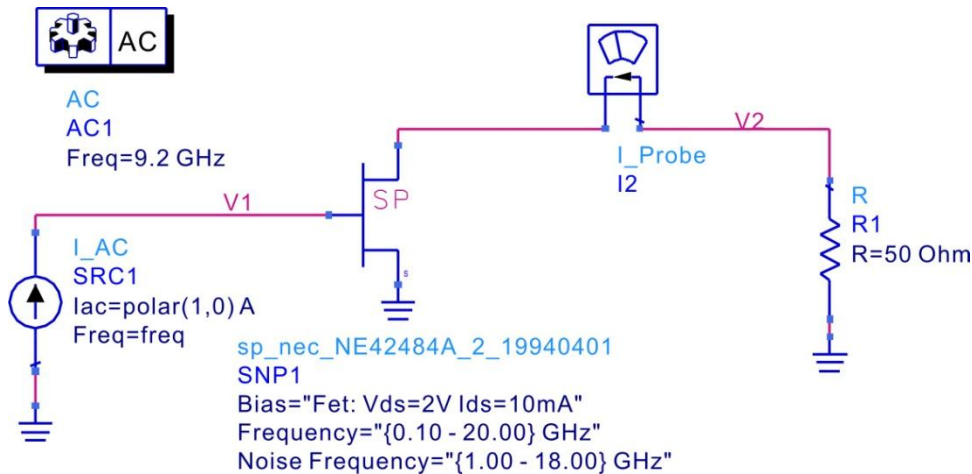 AC
AC
AC1
Freq=9.2 GHz
V1
SP
s
I_Probe
I2
V2
R
R1
R=50 Ohm
I_AC
SRC1
Iac=polar(1,0) A
Freq=freq
sp_nec_NE42484A_2_19940401
SNP1
Bias="Fet: Vds=2V Ids=10mA"
Frequency="{0.10 - 20.00} GHz"
Noise Frequency="{1.00 - 18.00} GHz"